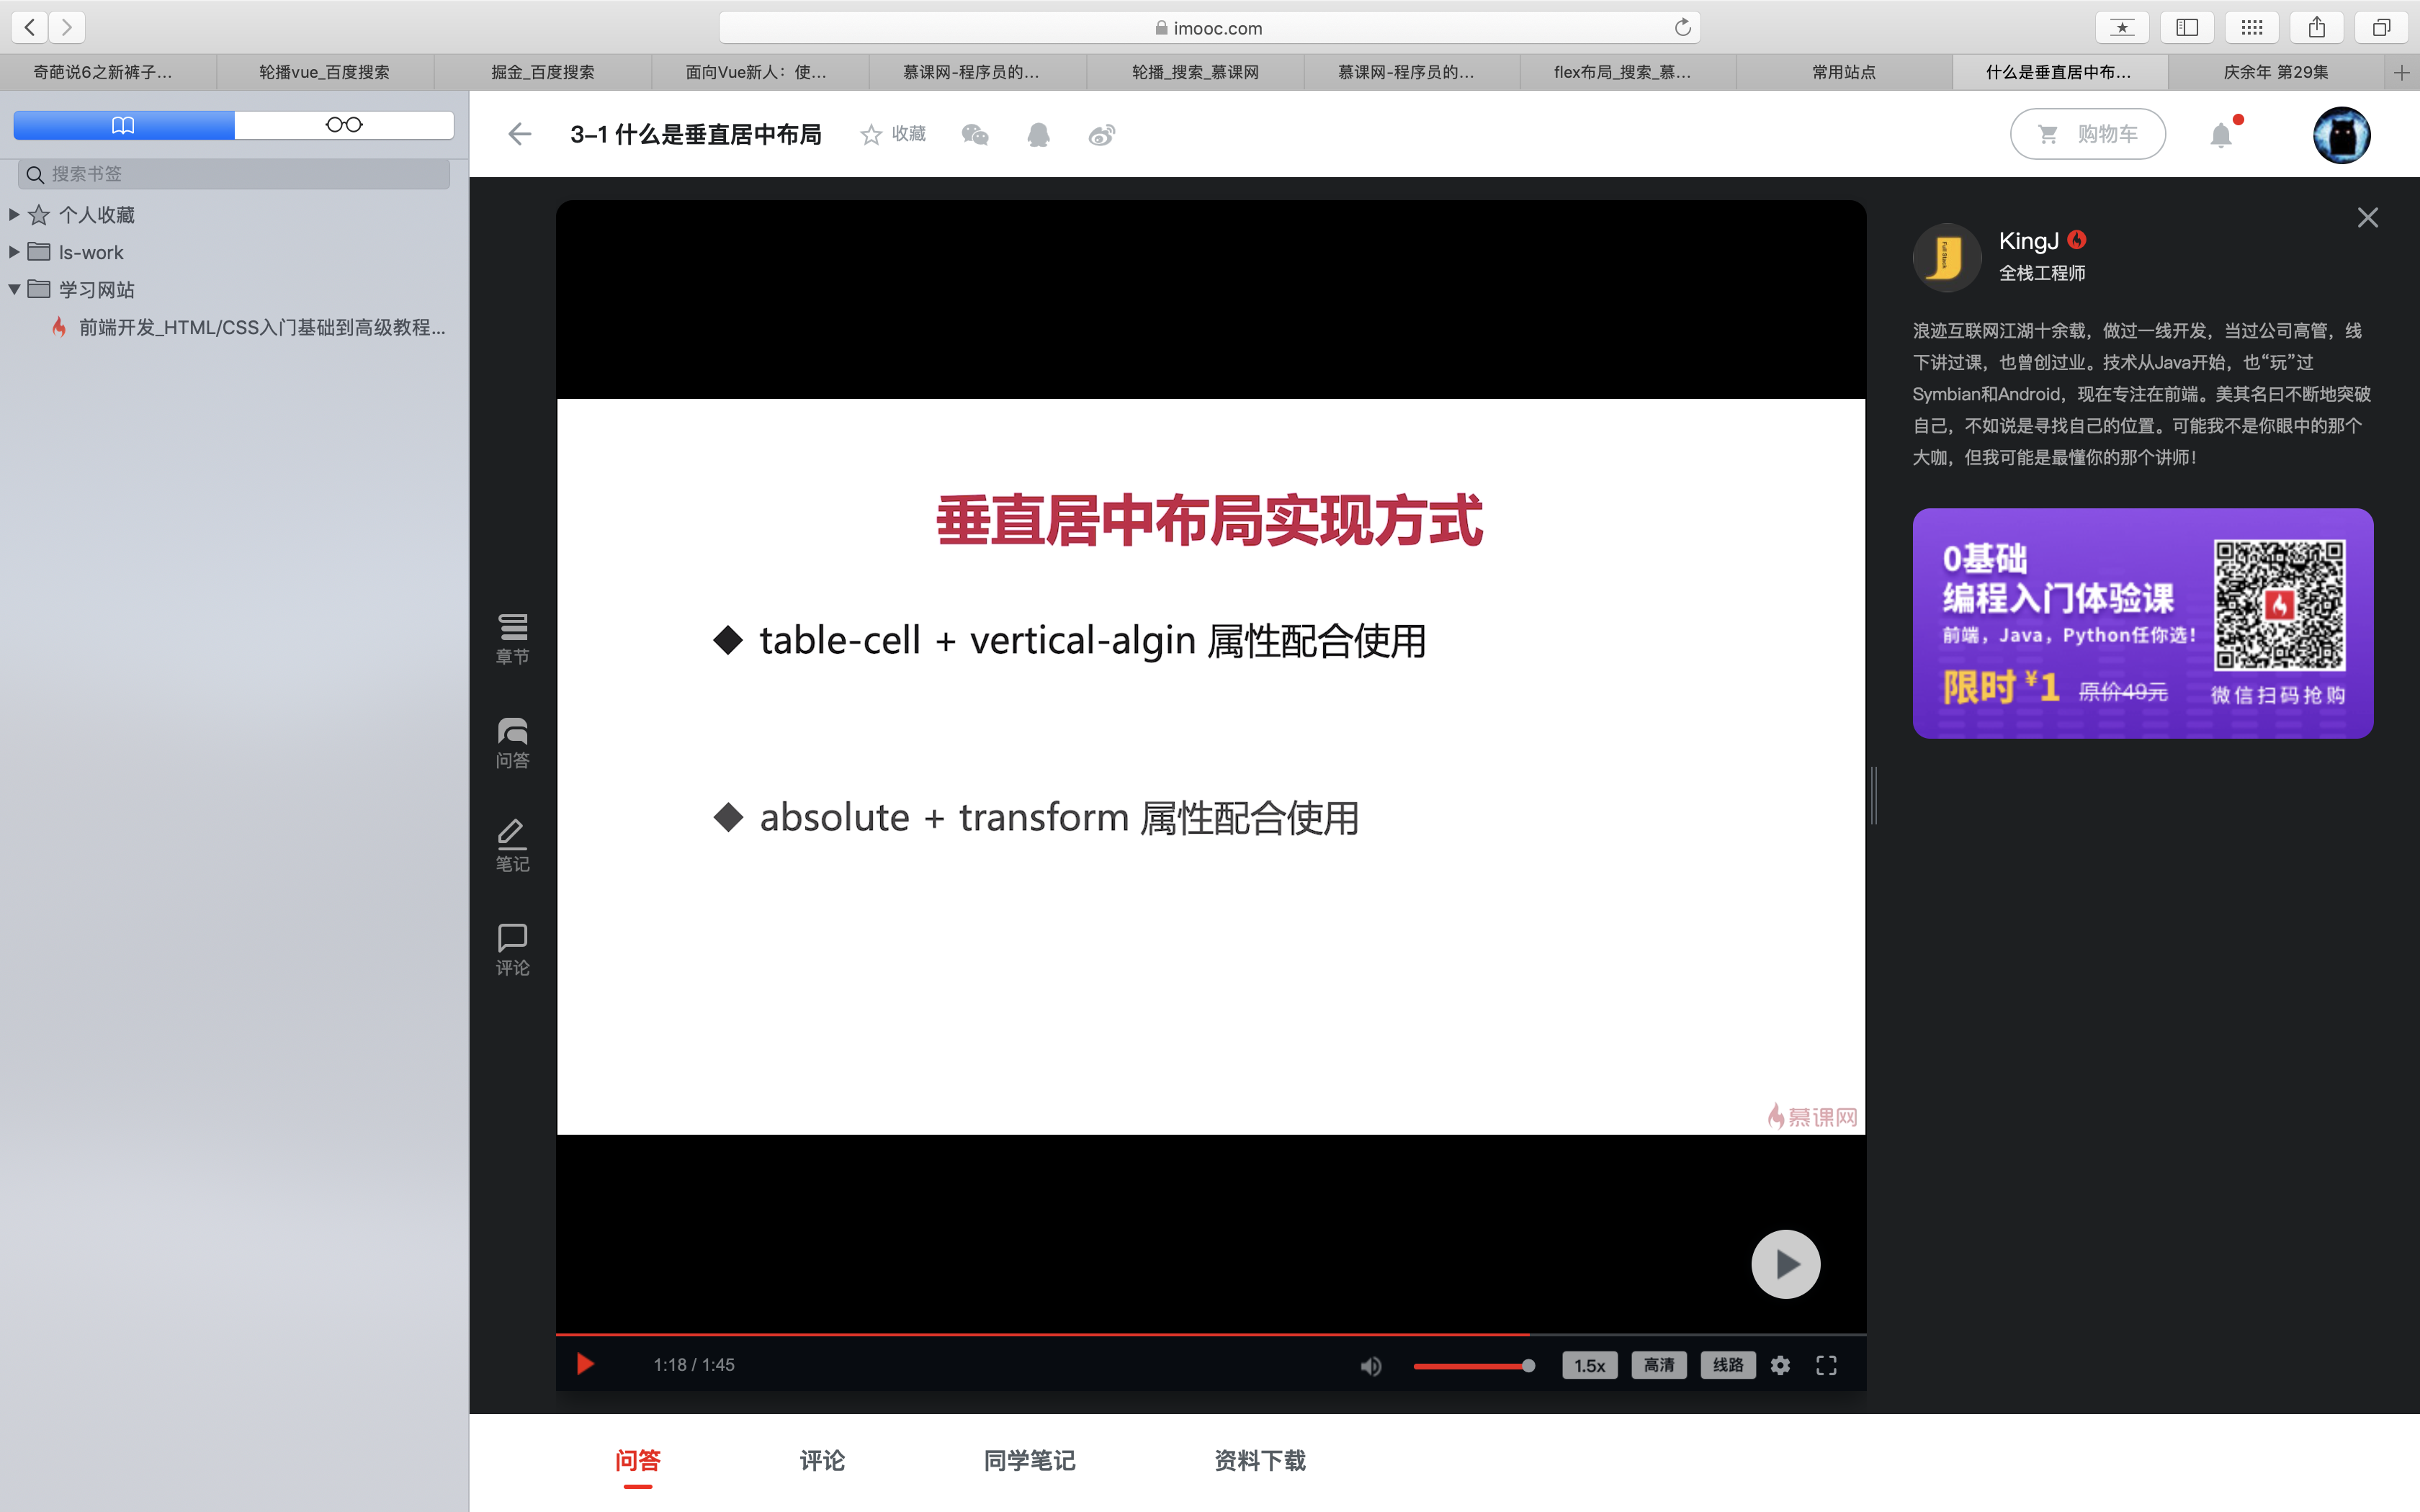 imooc.com
奇葩说6之新裤子...
轮播vue_百度搜索
掘金_百度搜索
面向Vue新人：使...
慕课网-程序员的...
轮播_搜索_慕课网
慕课网-程序员的...
flex布局_搜索_慕...
常用站点
什么是垂直居中布...
庆余年 第29集
搜索书签
个人收藏
ls-work
学习网站
前端开发_HTML/CSS入门基础到高级教程...
3-1 什么是垂直居中布局
收藏
购物车
章节
问答
笔记
评论
垂直居中布局实现方式
table-cell + vertical-algin 属性配合使用
absolute + transform 属性配合使用
慕课网
1:18 / 1:45
1.5x
高清
线路
Full Stack
KingJ
全栈工程师
浪迹互联网江湖十余载，做过一线开发，当过公司高管，线
下讲过课，也曾创过业。技术从Java开始，也“玩”过
Symbian和Android，现在专注在前端。美其名曰不断地突破
自己，不如说是寻找自己的位置。可能我不是你眼中的那个
大咖，但我可能是最懂你的那个讲师！
0基础
编程入门体验课
前端，Java，Python任你选！
限时¥1 原价49元
微信扫码抢购
问答
评论
同学笔记
资料下载